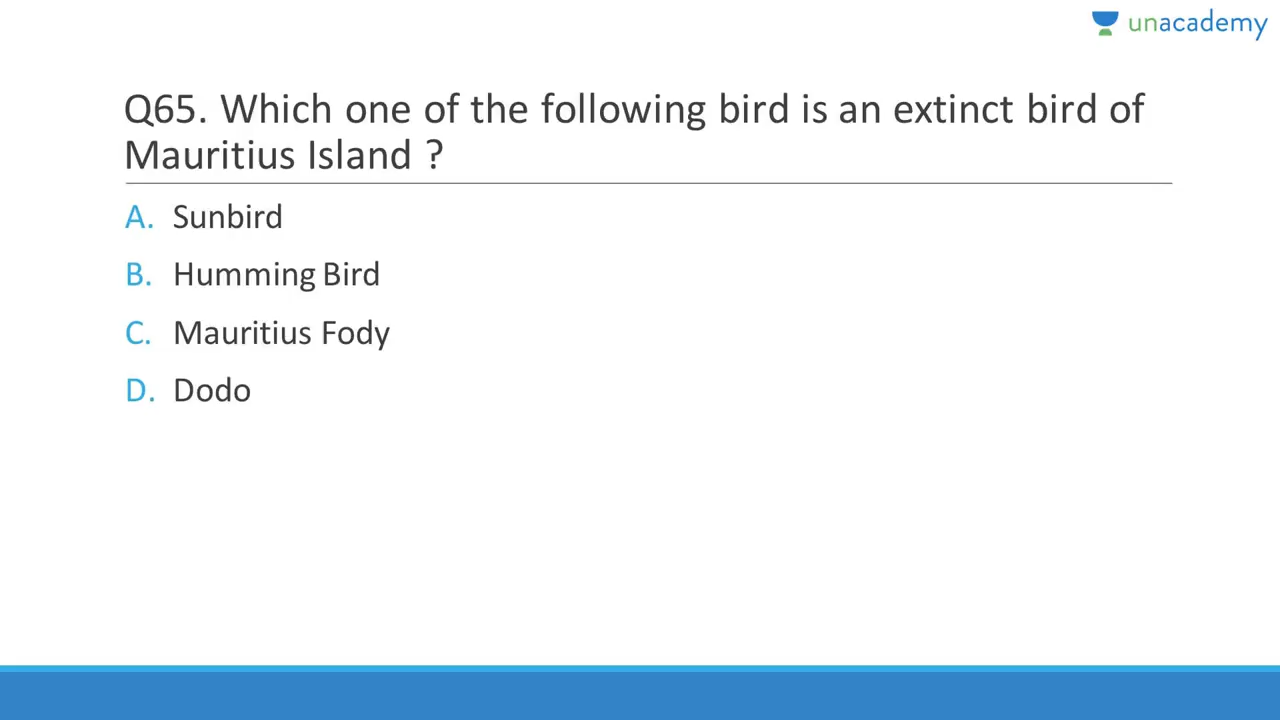 unacademy
Q65. Which one of the following bird is an extinct bird of
Mauritius Island ?
A. Sunbird
B. Humming Bird
C. Mauritius Fody
D. Dodo